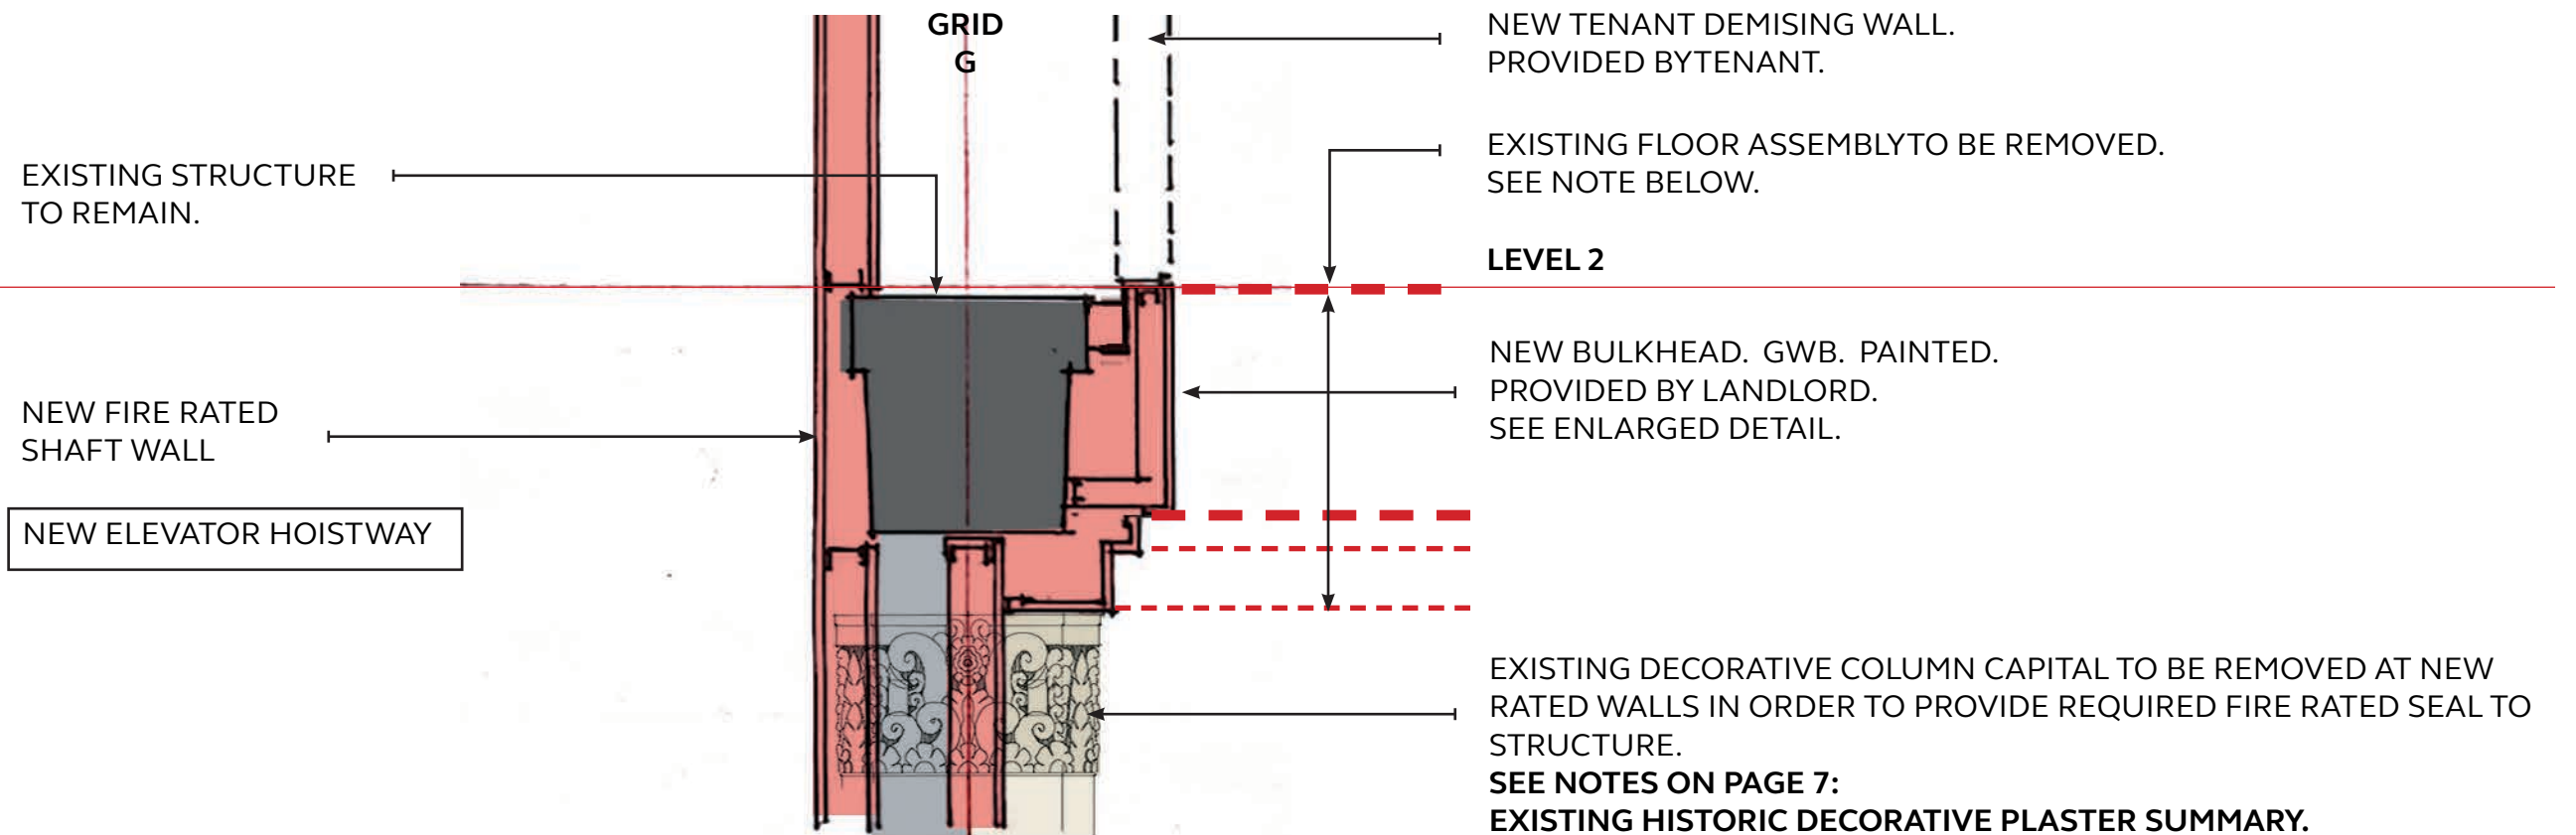 GRID
G
NEW TENANT DEMISING WALL.
PROVIDED BYTENANT.
EXISTING FLOOR ASSEMBLYTO BE REMOVED.
SEE NOTE BELOW.
EXISTING STRUCTURE
TO REMAIN.
LEVEL 2
NEW BULKHEAD. GWB. PAINTED.
PROVIDED BY LANDLORD.
SEE ENLARGED DETAIL.
NEW FIRE RATED
SHAFT WALL
NEW ELEVATOR HOISTWAY
EXISTING DECORATIVE COLUMN CAPITAL TO BE REMOVED AT NEW
RATED WALLS IN ORDER TO PROVIDE REQUIRED FIRE RATED SEAL TO
STRUCTURE.
SEE NOTES ON PAGE 7:
EXISTING HISTORIC DECORATIVE PLASTER SUMMARY.